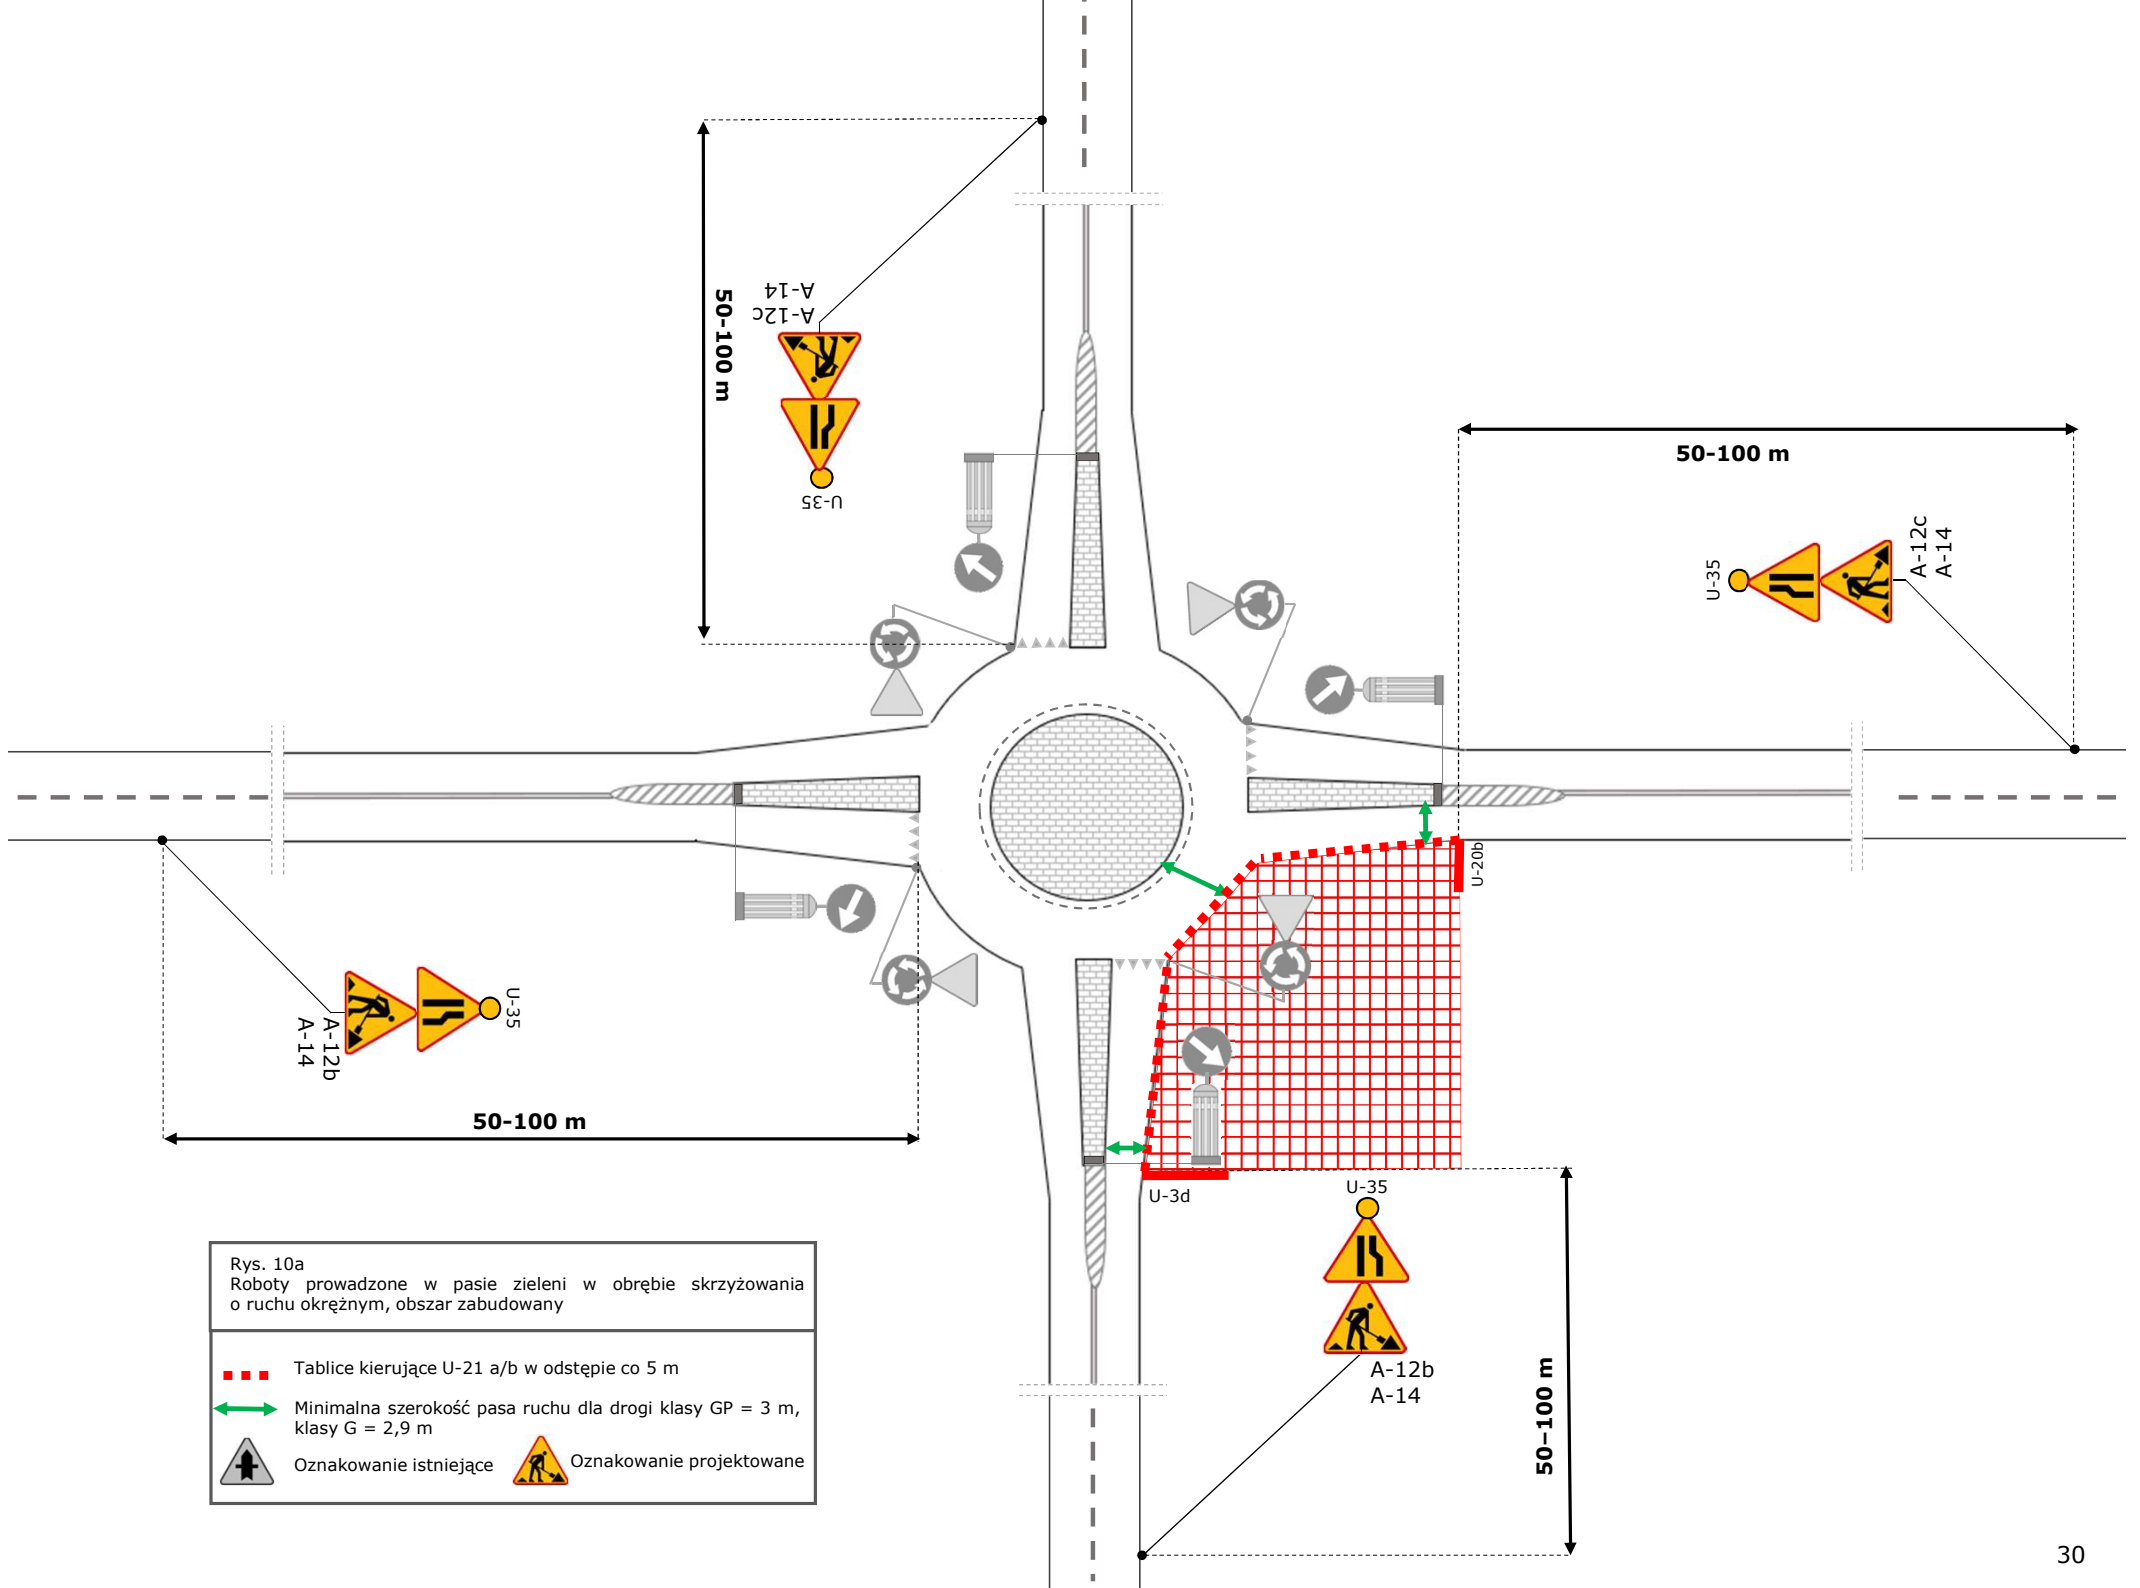 A-14
A-12c
50-100 m
U-35
50-100 m
A-12c
A-14
U-35
U-20b
U-35
A-12b
A-14
50-100 m
U-3d
U-35
A-12b
A-14
50–100 m
Rys. 10a
Roboty prowadzone w pasie zieleni w obrębie skrzyżowania
o ruchu okrężnym, obszar zabudowany
Tablice kierujące U-21 a/b w odstępie co 5 m
Minimalna szerokość pasa ruchu dla drogi klasy GP = 3 m,
klasy G = 2,9 m
Oznakowanie istniejące
Oznakowanie projektowane
30